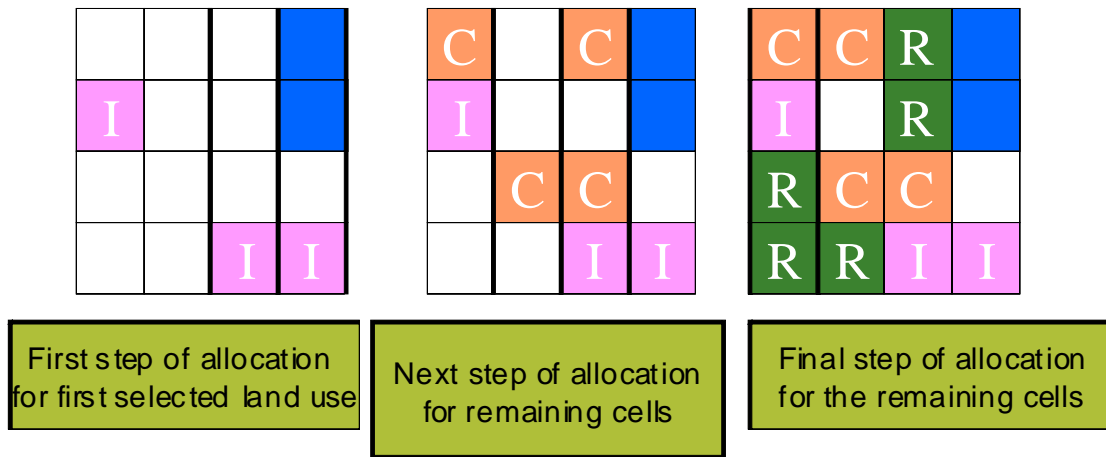 C C C C R
I I I R
C C R C C
I I I I R R I I
First step of allocation
for first selected land use
Next step of allocation
for remaining cells
Final step of allocation
for the remaining cells